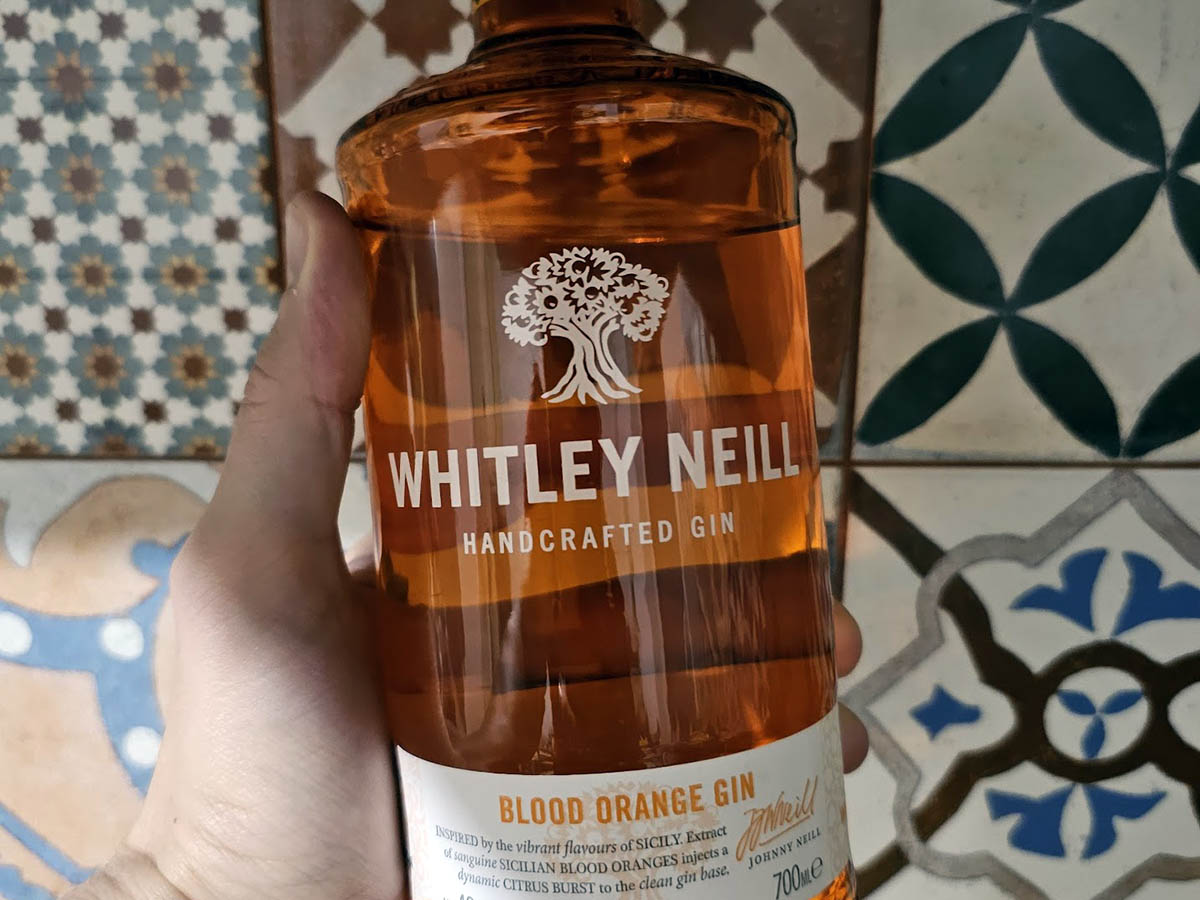 WHITLEY NEILL
HANDCRAFTED GIN
BLOOD ORANGE GIN
INSPIRED by the vibrant flavours of SICILY. Extract
of sanguine SICILIAN BLOOD ORANGES injects a
dynamic CITRUS BURST to the clean gin base.
JOHNNY NEILL
700ML e